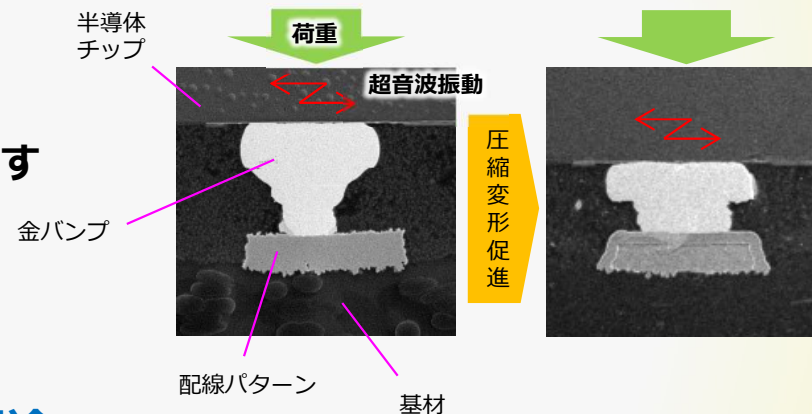 半導体
チップ
荷重
超音波振動
す
金バンプ
圧縮変形促進
配線パターン
基材